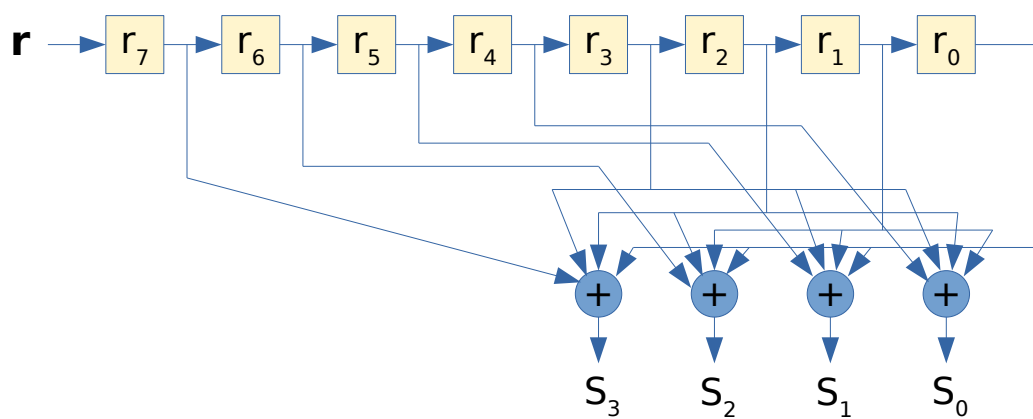 r r₇ r₆ r₅ r₄ r₃ r₂ r₁ r₀
+ + + +
S₃ S₂ S₁ S₀